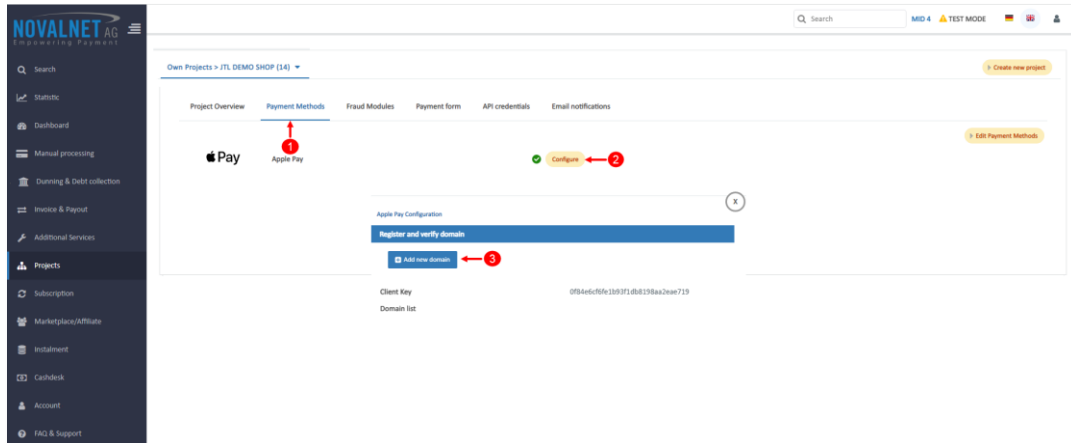 NOVALNET AG
Empowering Payment
Search
MID 4 TEST MODE
Search
Statistic
Dashboard
Manual processing
Dunning & Debt collection
Invoice & Payout
Additional Services
Projects
Subscription
Marketplace/Affiliate
Instalment
Cashdesk
Account
FAQ & Support
Own Projects > JTL DEMO SHOP (14)
Create new project
Project Overview Payment Methods Fraud Modules Payment form API credentials Email notifications
1
Edit Payment Methods
Pay Apple Pay Configure 2
X
Apple Pay Configuration
Register and verify domain
Add new domain 3
Client Key 0f84e6cf6fe1b93f1db8198aa2eae719
Domain list